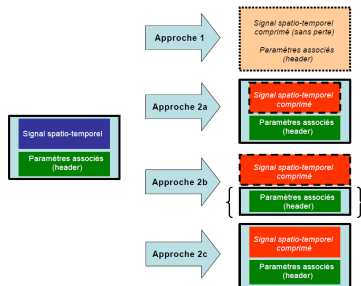 Signal spatio-temporel
Paramètres associés
(header)
Approche 1
Signal spatio-temporel
comprimé (sans perte)
Paramètres associés
(header)
Approche 2a
Signal spatio-temporel
comprimé
Paramètres associés
(header)
Approche 2b
Signal spatio-temporel
comprimé
Paramètres associés
(header)
Approche 2c
Signal spatio-temporel
comprimé
Paramètres associés
(header)